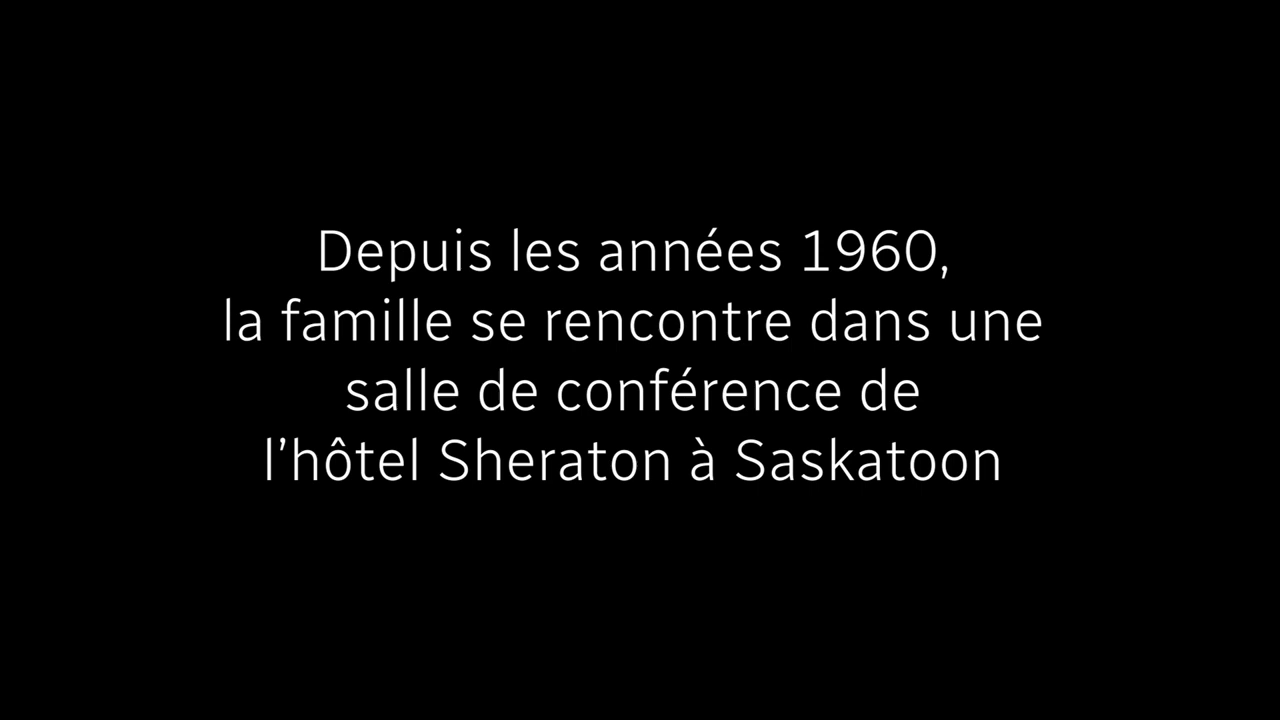 Depuis les années 1960,
la famille se rencontre dans une
salle de conférence de
l'hôtel Sheraton à Saskatoon